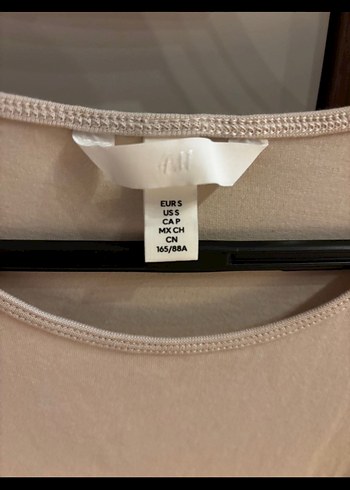 EUR S
US S
CA P
MX CH
CN
165/88A